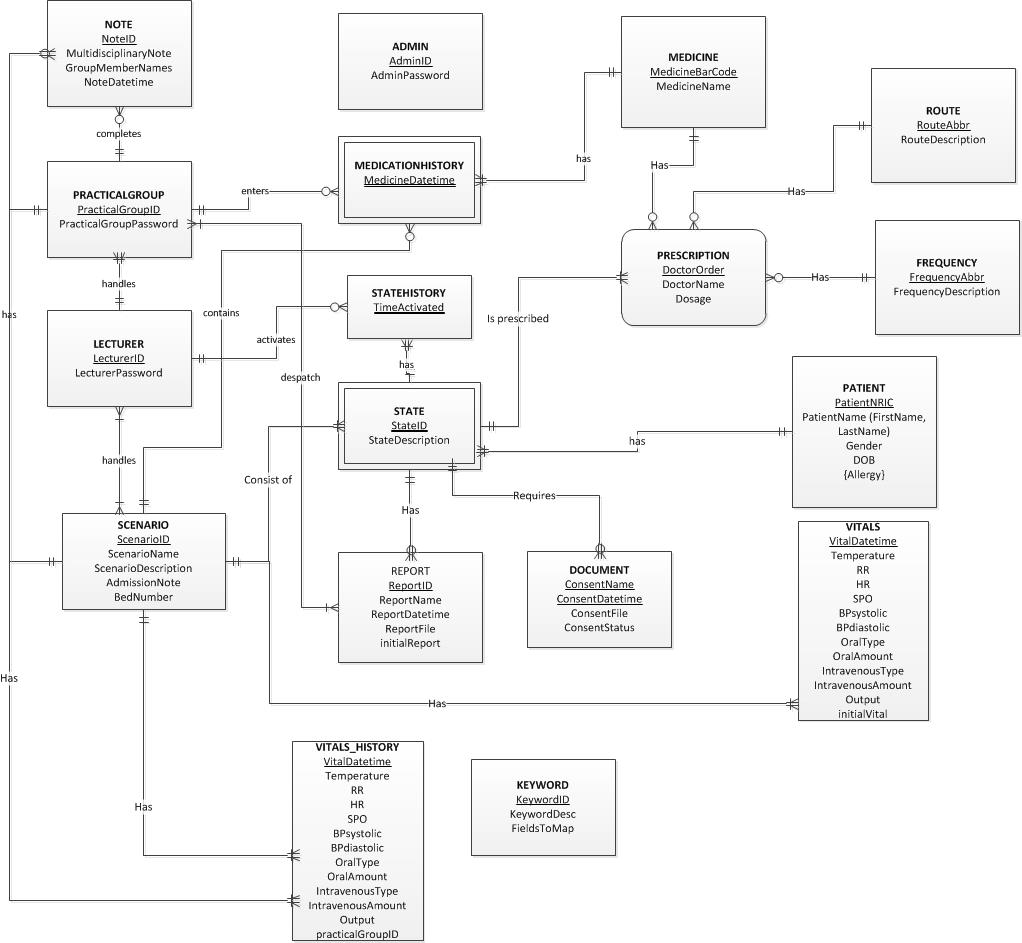 NOTE
NoteID
MultidisciplinaryNote
GroupMemberNames
NoteDatetime
completes
PRACTICALGROUP
PracticalGroupID
PracticalGroupPassword
handles
LECTURER
LecturerID
LecturerPassword
handles
SCENARIO
ScenarioID
ScenarioName
ScenarioDescription
AdmissionNote
BedNumber
has
Has
Has
ADMIN
AdminID
AdminPassword
enters
MEDICATIONHISTORY
MedicineDatetime
contains
STATEHISTORY
TimeActivated
activates
despatch
has
STATE
StateID
StateDescription
Consist of
Has
REPORT
ReportID
ReportName
ReportDatetime
ReportFile
initialReport
Requires
DOCUMENT
ConsentName
ConsentDatetime
ConsentFile
ConsentStatus
Is prescribed
has
MEDICINE
MedicineBarCode
MedicineName
has
Has
PRESCRIPTION
DoctorOrder
DoctorName
Dosage
Has
ROUTE
RouteAbbr
RouteDescription
Has
FREQUENCY
FrequencyAbbr
FrequencyDescription
PATIENT
PatientNRIC
PatientName (FirstName,
LastName)
Gender
DOB
{Allergy}
VITALS
VitalDatetime
Temperature
RR
HR
SPO
BPsystolic
BPdiastolic
OralType
OralAmount
IntravenousType
IntravenousAmount
Output
initialVital
Has
VITALS_HISTORY
VitalDatetime
Temperature
RR
HR
SPO
BPsystolic
BPdiastolic
OralType
OralAmount
IntravenousType
IntravenousAmount
Output
practicalGroupID
KEYWORD
KeywordID
KeywordDesc
FieldsToMap